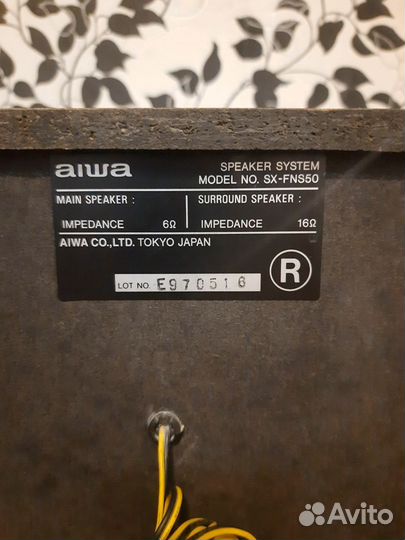 aiwa
SPEAKER SYSTEM
MODEL NO. SX-FNS50
MAIN SPEAKER :
SURROUND SPEAKER :
IMPEDANCE 6Ω
IMPEDANCE 16Ω
AIWA CO.,LTD. TOKYO JAPAN
LOT NO. E970516
R
Avito